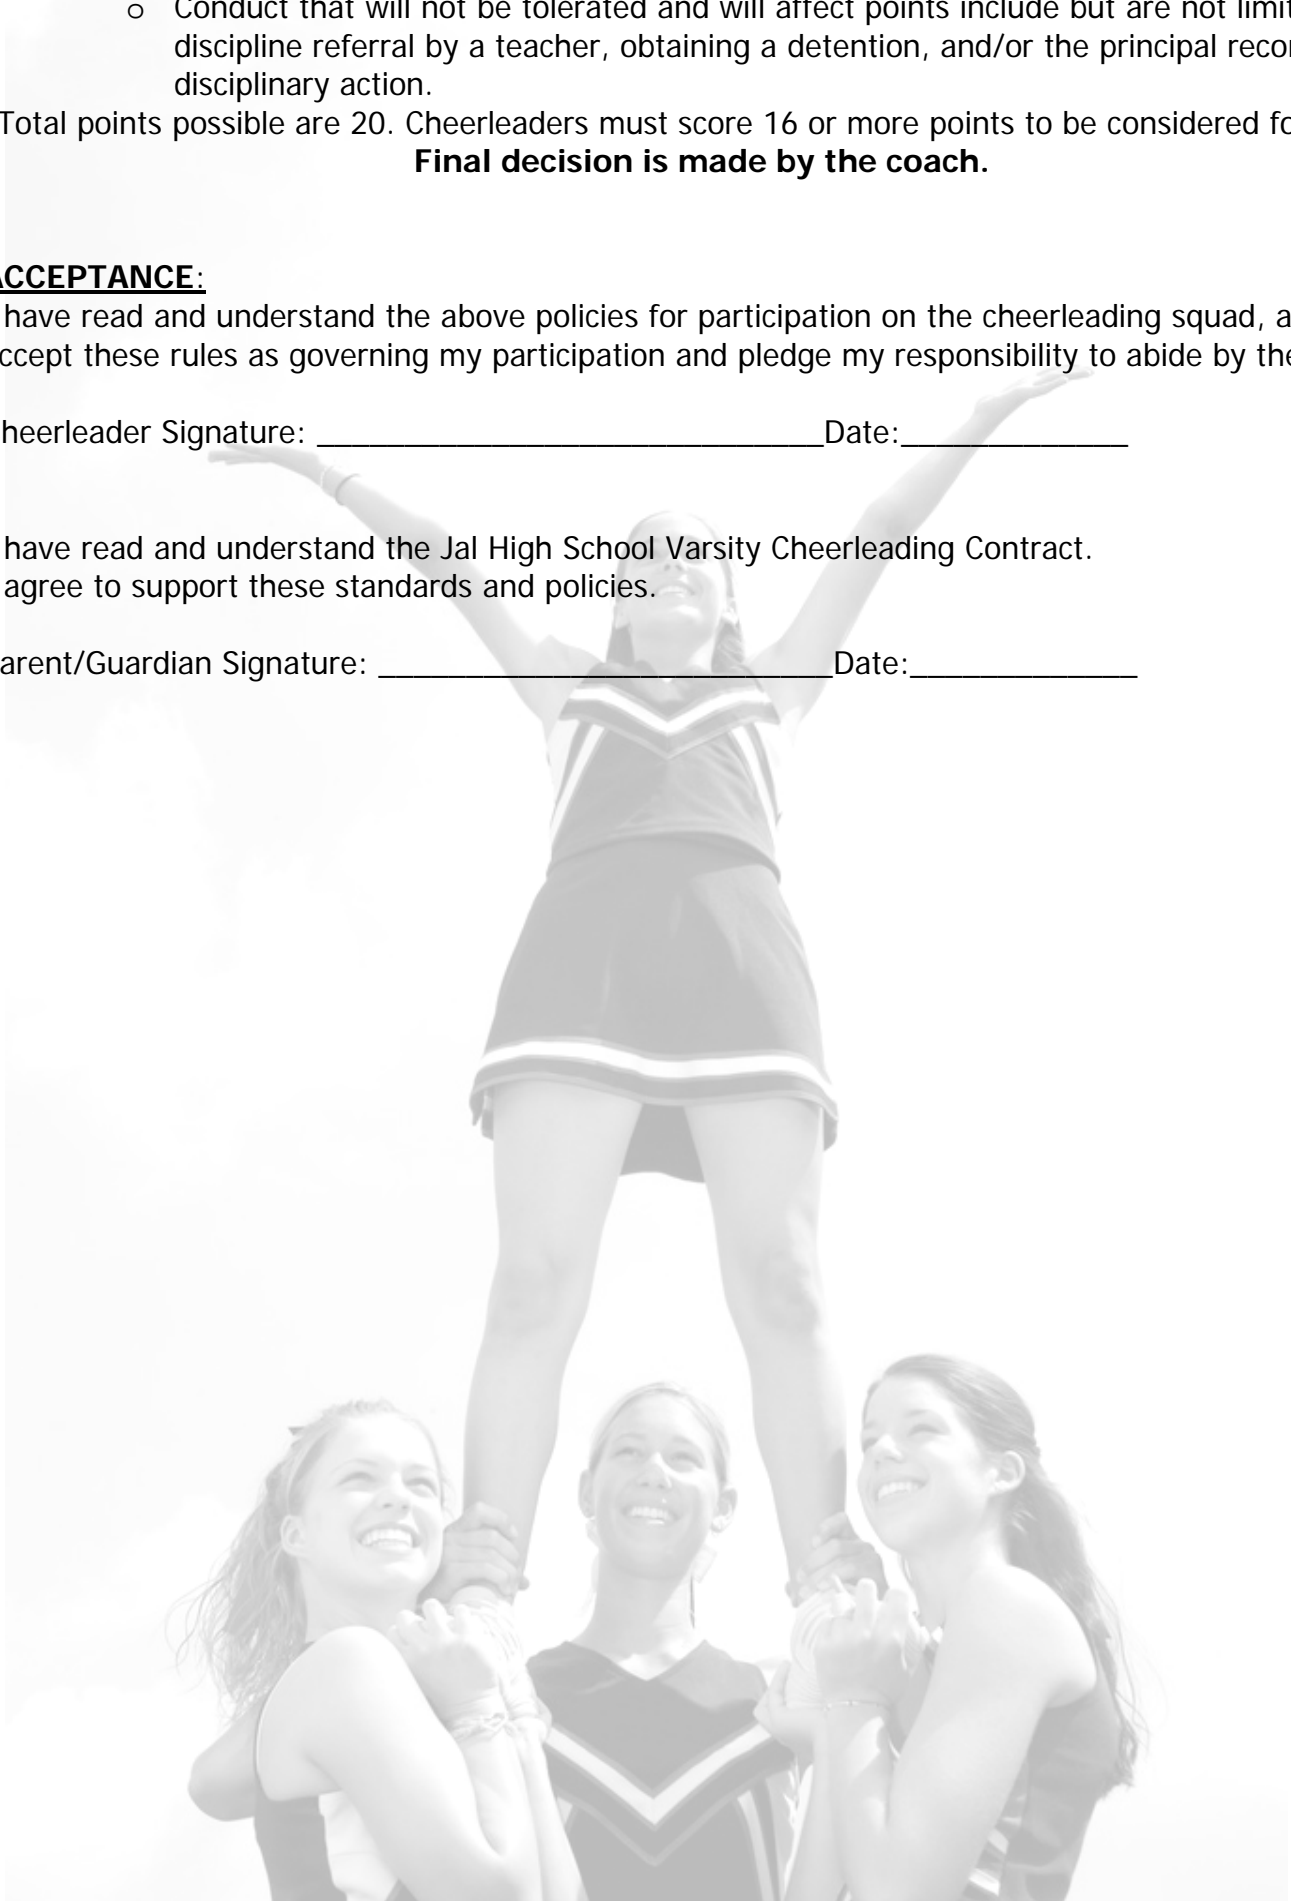 o Conduct that will not be tolerated and will affect points include but are not limit
discipline referral by a teacher, obtaining a detention, and/or the principal reco
disciplinary action.
Total points possible are 20. Cheerleaders must score 16 or more points to be considered fo
Final decision is made by the coach.
ACCEPTANCE:
have read and understand the above policies for participation on the cheerleading squad, a
ccept these rules as governing my participation and pledge my responsibility to abide by the
heerleader Signature: _____________________________Date:_____________
have read and understand the Jal High School Varsity Cheerleading Contract.
agree to support these standards and policies.
arent/Guardian Signature: __________________________Date:_____________